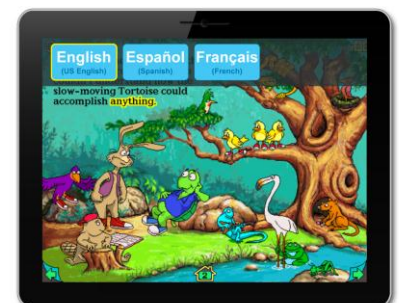 English
(US English)
Español
(Spanish)
Français
(French)
slow-moving Tortoise could
accomplish anything.